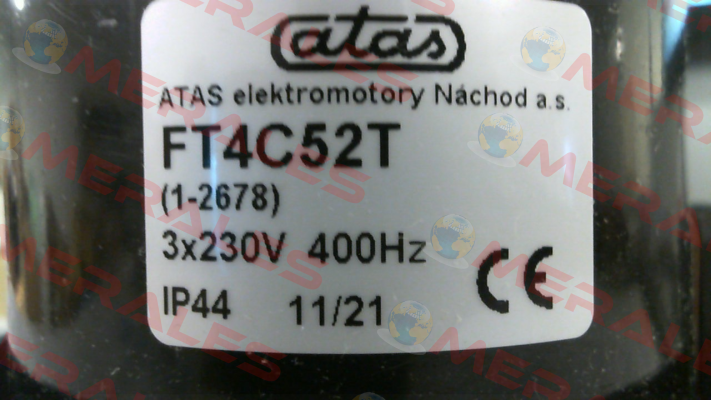 atas
ATAS elektromotory Náchod a.s.
FT4C52T
(1-2678)
3x230V 400Hz
IP44 11/21
CE
MERALES